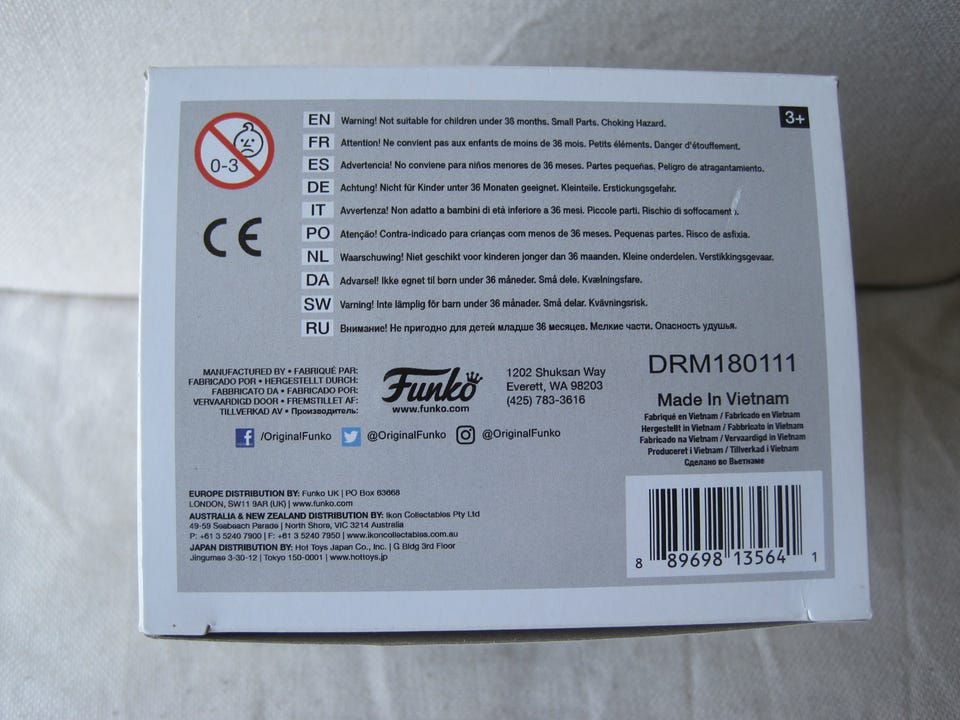 0-3
3+
EN Warning! Not suitable for children under 36 months. Small Parts. Choking Hazard.
FR Attention! Ne convient pas aux enfants de moins de 36 mois. Petits éléments. Danger d'étouffement.
ES Advertencia! No conviene para niños menores de 36 meses. Partes pequeñas. Peligro de atragantamiento.
DE Achtung! Nicht für Kinder unter 36 Monaten geeignet. Kleinteile. Erstickungsgefahr.
IT Avvertenza! Non adatto a bambini di età inferiore a 36 mesi. Piccole parti. Rischio di soffocamento.
PO Atenção! Contra-indicado para crianças com menos de 36 meses. Pequenas partes. Risco de asfixia.
NL Waarschuwing! Niet geschikt voor kinderen jonger dan 36 maanden. Kleine onderdelen. Verstikkingsgevaar.
DA Advarsel! Ikke egnet til børn under 36 måneder. Små dele. Kvælningsfare.
SW Varning! Inte lämplig för barn under 36 månader. Små delar. Kvävningsrisk.
RU Внимание! Не пригодно для детей младше 36 месяцев. Мелкие части. Опасность удушья.
CE
MANUFACTURED BY • FABRIQUÉ PAR:
FABRICADO POR • HERGESTELLT DURCH:
FABBRICATO DA • FABRICADO POR:
VERVAARDIGD DOOR • FREMSTILLET AF:
TILLVERKAD AV • Производитель:
Funko
www.funko.com
1202 Shuksan Way
Everett, WA 98203
(425) 783-3616
/OriginalFunko @OriginalFunko @OriginalFunko
DRM180111
Made In Vietnam
Fabriqué en Vietnam / Fabricado en Vietnam
Hergestellt in Vietnam / Fabbricato in Vietnam
Fabricado na Vietnam / Vervaardigd in Vietnam
Produceret i Vietnam / Tillverkad i Vietnam
Сделано во Вьетнаме
EUROPE DISTRIBUTION BY: Funko UK | PO Box 63668
LONDON, SW11 9AR (UK) | www.funko.com
AUSTRALIA & NEW ZEALAND DISTRIBUTION BY: Ikon Collectables Pty Ltd
49-59 Seabeach Parade | North Shore, VIC 3214 Australia
P: +61 3 5240 7900 | F: +61 3 5240 7950 | www.ikoncollectables.com.au
JAPAN DISTRIBUTION BY: Hot Toys Japan Co., Inc. | G Bldg 3rd Floor
Jingumae 3-30-12 | Tokyo 150-0001 | www.hottoys.jp
8 89698 13564 1